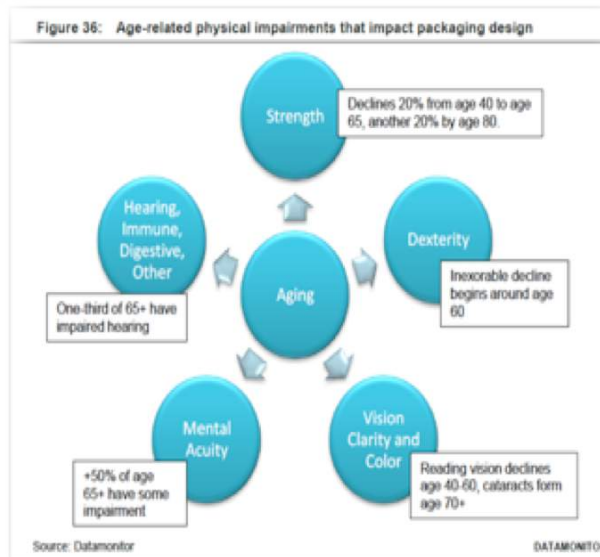 Figure 36: Age-related physical impairments that impact packaging design
Strength
Declines 20% from age 40 to age
65, another 20% by age 80.
Hearing,
Immune,
Digestive,
Other
One-third of 65+ have
impaired hearing
Dexterity
Inexorable decline
begins around age
60
Aging
Mental
Acuity
+50% of age
65+ have some
impairment
Vision
Clarity and
Color
Reading vision declines
age 40-60, cataracts form
age 70+
Source: Datamonitor
DATAMONITO